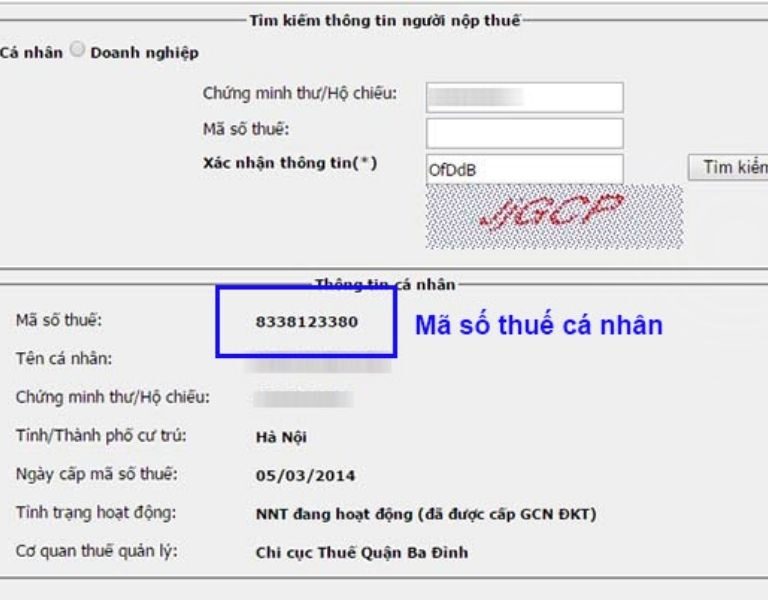 Tìm kiếm thông tin người nộp thuế
Cá nhân Doanh nghiệp
Chứng minh thư/Hộ chiếu:
Mã số thuế:
Xác nhận thông tin(*) OfDdB Tìm kiếm
JJGCP
Thông tin cá nhân
Mã số thuế: 8338123380 Mã số thuế cá nhân
Tên cá nhân:
Chứng minh thư/Hộ chiếu:
Tỉnh/Thành phố cư trú: Hà Nội
Ngày cấp mã số thuế: 05/03/2014
Tình trạng hoạt động: NNT đang hoạt động (đã được cấp GCN ĐKT)
Cơ quan thuế quản lý: Chi cục Thuế Quận Ba Đình